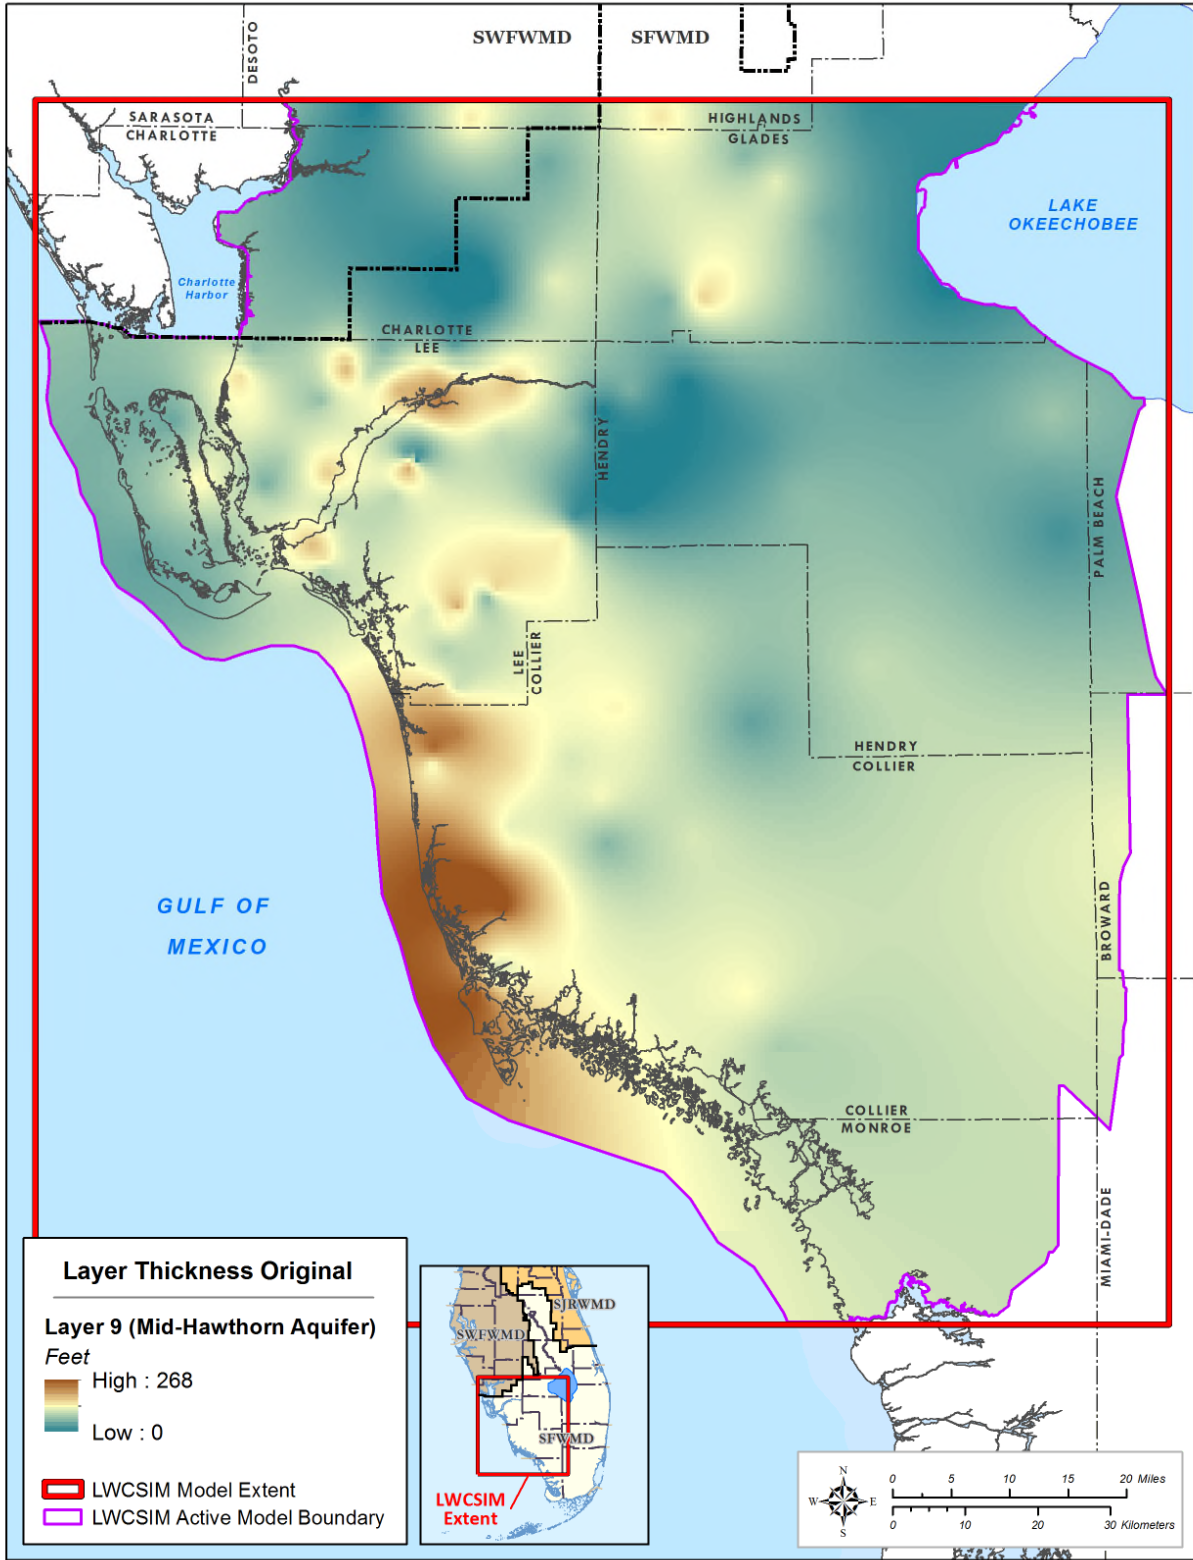 SWFWMD
SFWMD
DESOTO
SARASOTA
CHARLOTTE
HIGHLANDS
GLADES
LAKE
OKEECHOBEE
Charlotte
Harbor
CHARLOTTE
LEE
HENDRY
PALM BEACH
LEE
COLLIER
HENDRY
COLLIER
GULF OF
MEXICO
BROWARD
COLLIER
MONROE
MIAMI-DADE
Layer Thickness Original
Layer 9 (Mid-Hawthorn Aquifer)
Feet
High : 268
Low : 0
LWCSIM Model Extent
LWCSIM Active Model Boundary
SJRWMD
SWFWMD
SFWMD
LWCSIM
Extent
N
W E
S
0 5 10 15 20 Miles
0 10 20 30 Kilometers